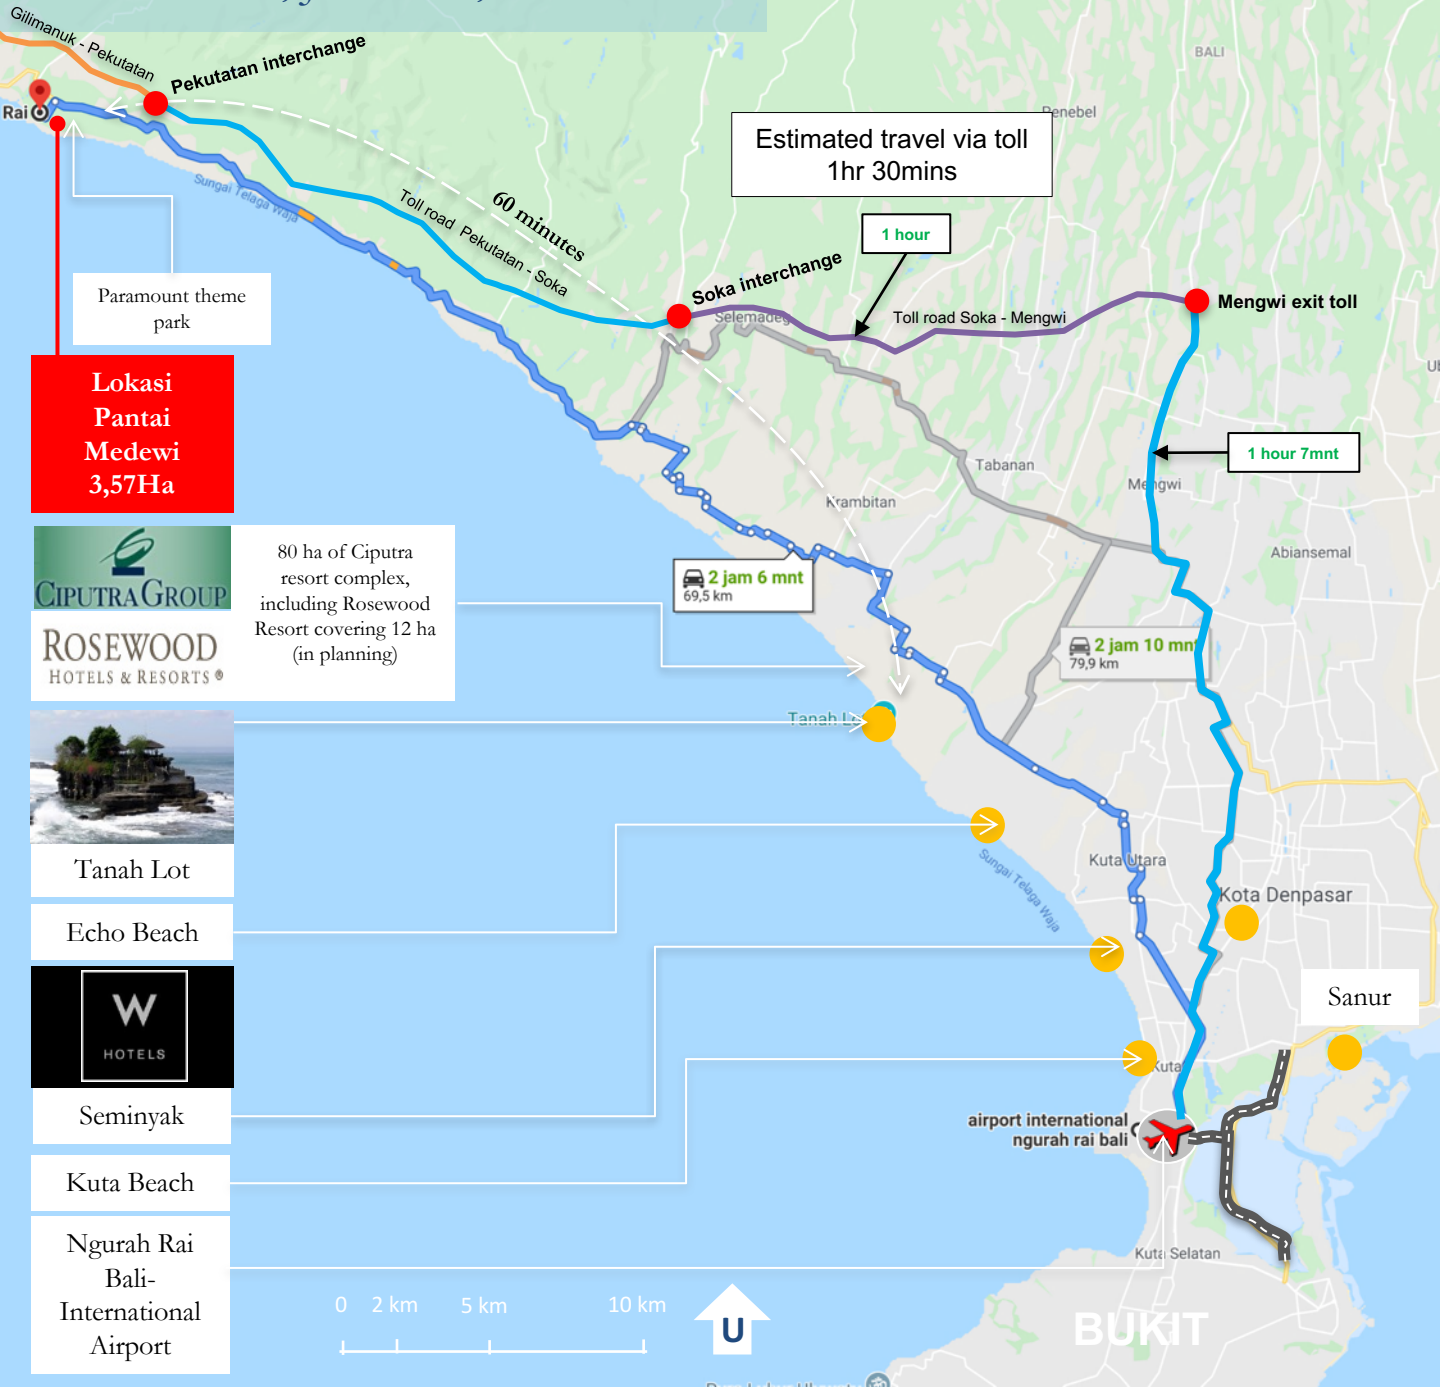 Gilimanuk - Pekutatan
Pekutatan interchange
BALI
Rai
Penebel
Estimated travel via toll
1hr 30mins
Sungai Telaga Waja
Toll road Pekutatan - Soka
60 minutes
1 hour
Soka interchange
Selemadeg
Toll road Soka - Mengwi
Mengwi exit toll
Paramount theme
park
Lokasi
Pantai
Medewi
3,57Ha
1 hour 7mnt
Tabanan
Mengwi
Krambitan
Abiansemal
CIPUTRA GROUP
80 ha of Ciputra
resort complex,
including Rosewood
Resort covering 12 ha
(in planning)
ROSEWOOD
HOTELS & RESORTS ®
2 jam 6 mnt
69,5 km
2 jam 10 mnt
79,9 km
Tanah Lot
Tanah Lot
Echo Beach
Sungai Telaga Waja
Kuta Utara
Kota Denpasar
W
HOTELS
Seminyak
Sanur
Kuta
airport international
ngurah rai bali
Kuta Beach
Ngurah Rai
Bali-
International
Airport
Kuta Selatan
0 2 km 5 km 10 km
U
BUKIT